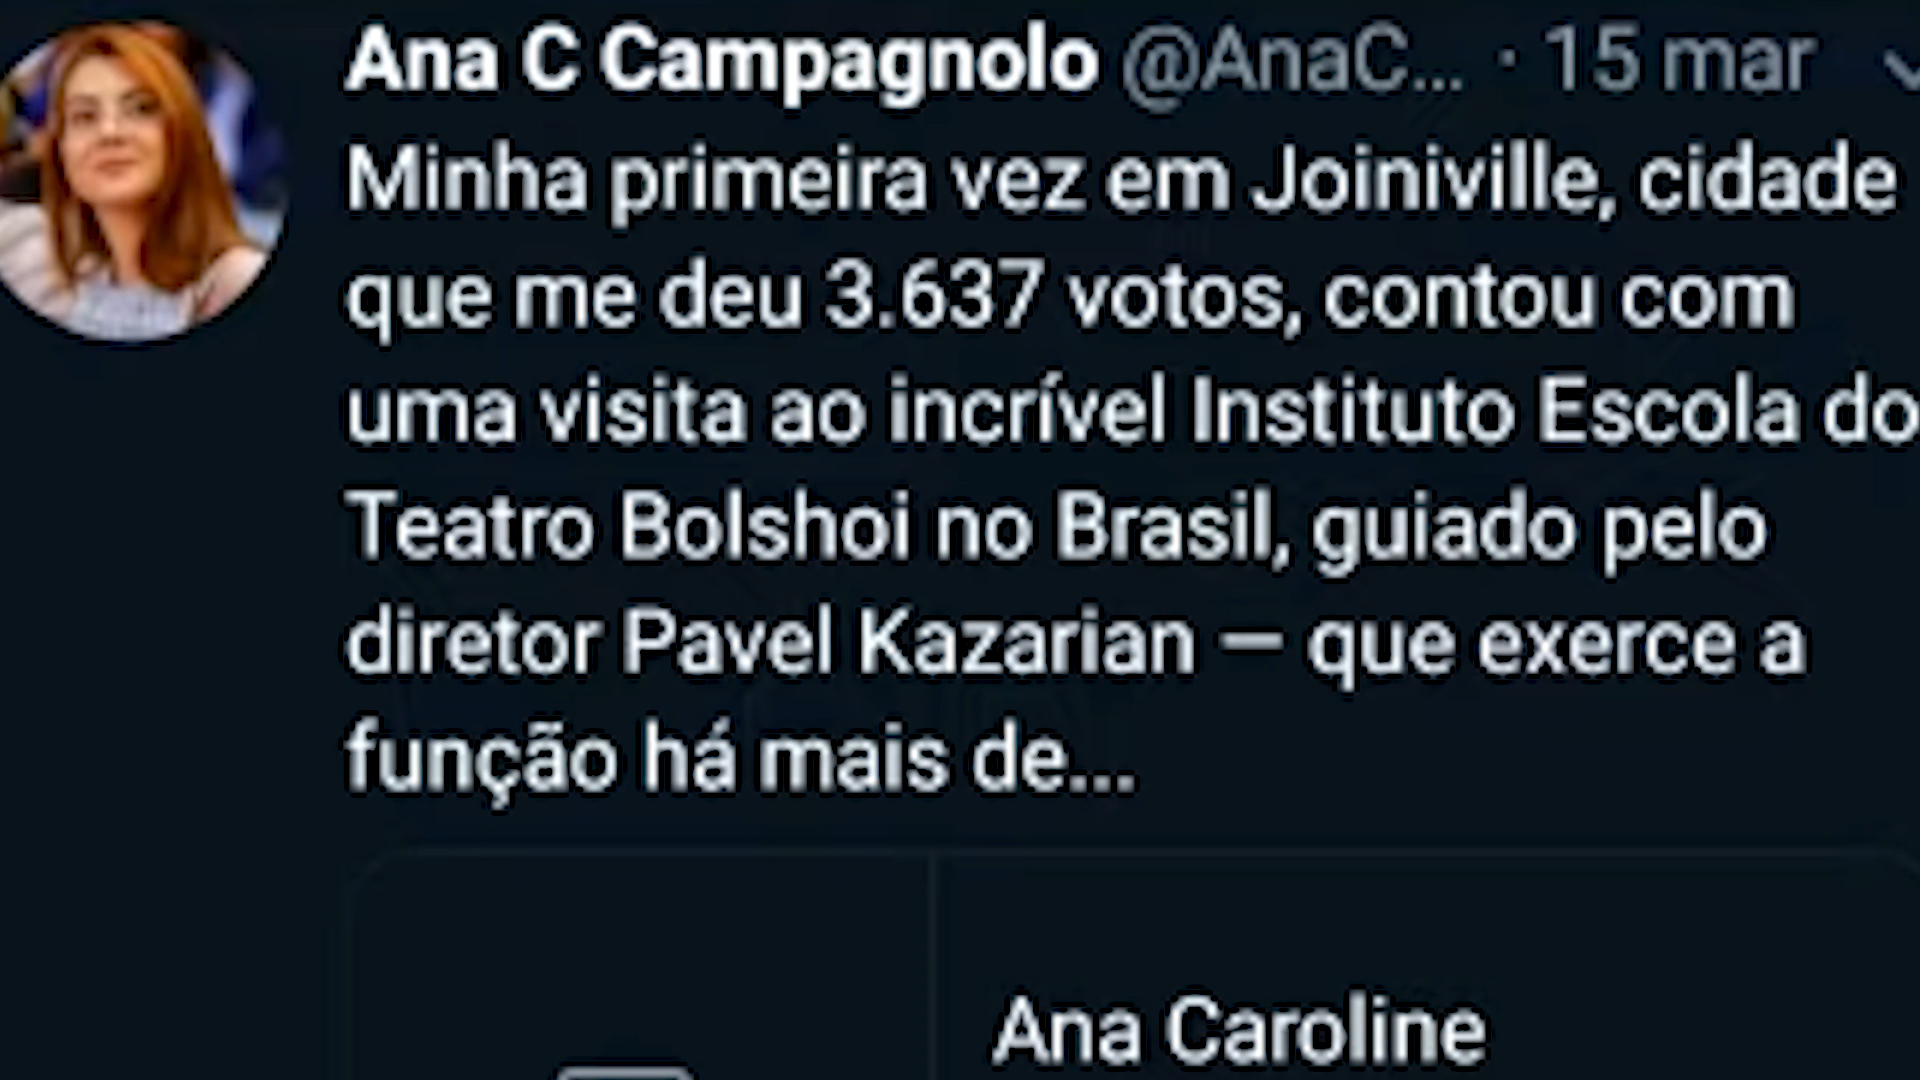 Ana C Campagnolo @AnaC... · 15 mar
Minha primeira vez em Joiniville, cidade
que me deu 3.637 votos, contou com
uma visita ao incrível Instituto Escola do
Teatro Bolshoi no Brasil, guiado pelo
diretor Pavel Kazarian — que exerce a
função há mais de...
Ana Caroline